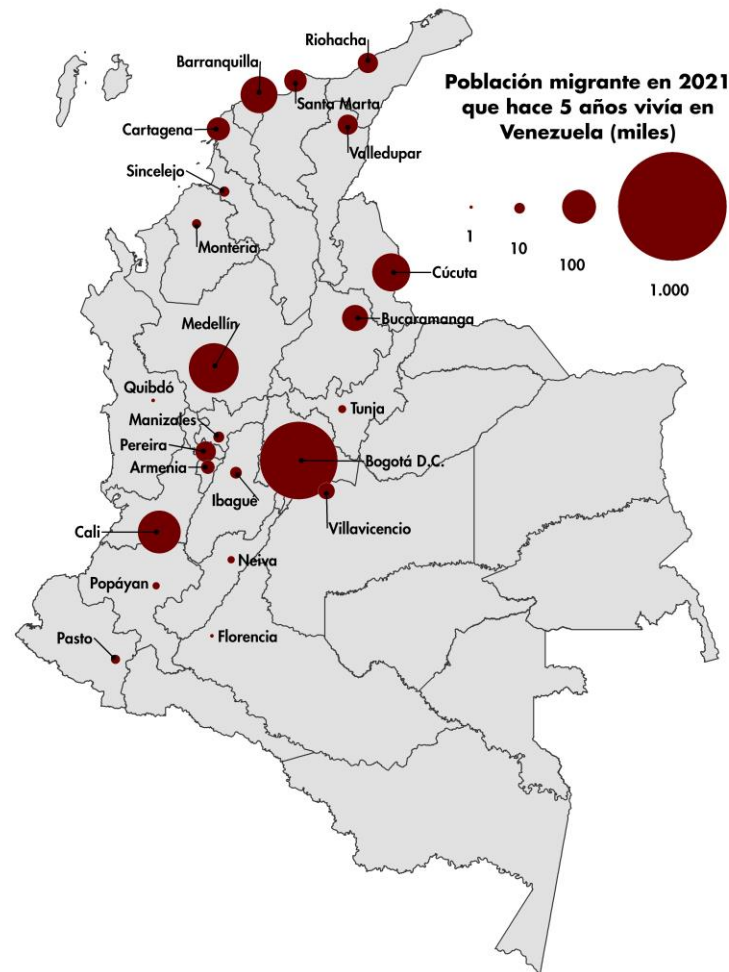 Riohacha
Barranquilla
Población migrante en 2021
que hace 5 años vivía en
Venezuela (miles)
Santa Marta
Cartagena
Valledupar
Sincelejo
1
10
100
1.000
Montería
Cúcuta
Bucaramanga
Medellín
Quibdó
Tunja
Manizales
Pereira
Bogotá D.C.
Armenia
Ibague
Villavicencio
Cali
Neiva
Popáyan
Florencia
Pasto